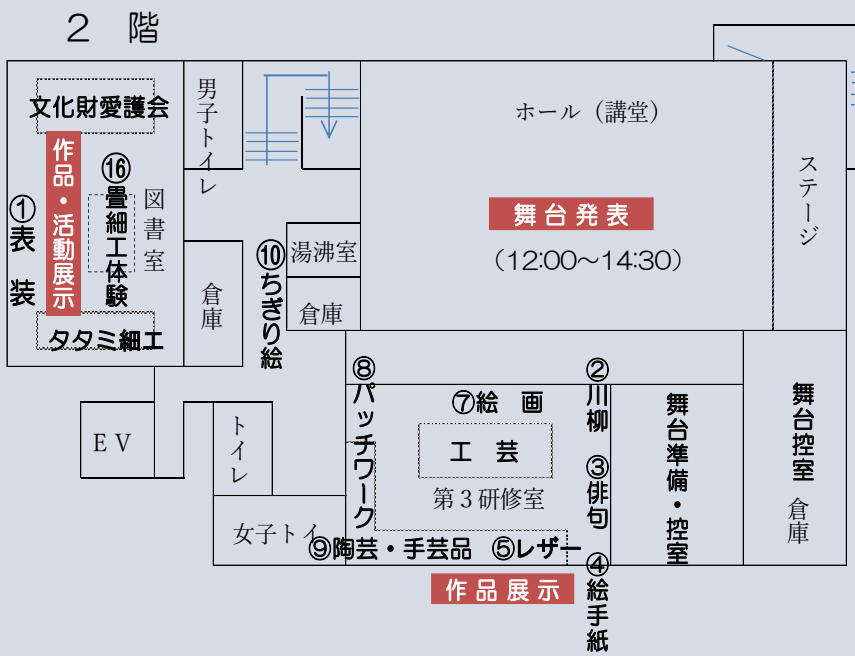 ２ 階
文化財愛護会
作品・活動展示
①表 装
⑯畳細工体験
図書室
タタミ細工
男子トイレ
倉庫
⑩ちぎり絵
湯沸室
倉庫
ホール（講堂）
舞台発表
（12:00～14:30）
ステージ
EV
トイレ
女子トイ
⑧パッチワーク
⑦絵 画
工 芸
第３研修室
⑨陶芸・手芸品
⑤レザー
②川柳
③俳句
④絵手紙
作品展示
舞台準備・控室
舞台控室
倉庫